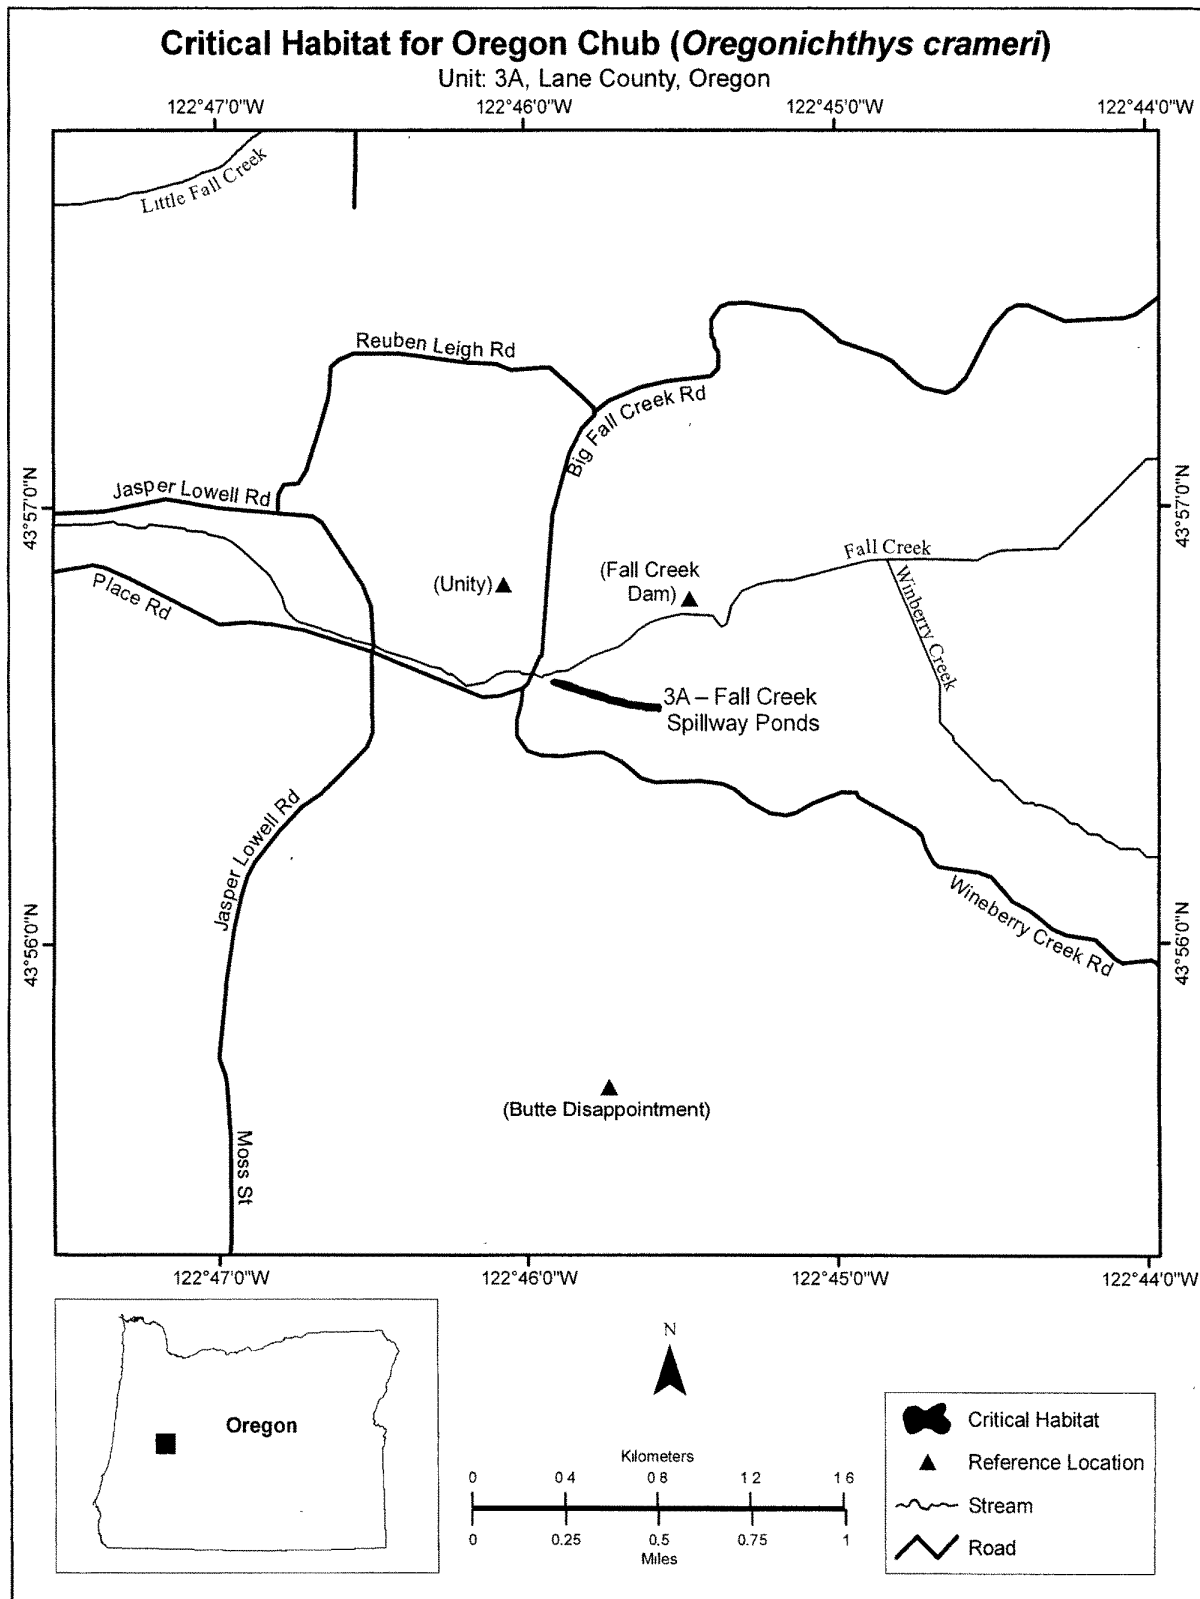 Critical Habitat for Oregon Chub (Oregonichthys crameri)
Unit: 3A, Lane County, Oregon
122°47'0"W
122°46'0"W
122°45'0"W
122°44'0"W
Little Fall Creek
Reuben Leigh Rd
Big Fall Creek Rd
Jasper Lowell Rd
43°57'0"N
43°57'0"N
Place Rd
(Unity)
(Fall Creek
Dam)
Fall Creek
Winberry Creek
3A – Fall Creek
Spillway Ponds
Jasper Lowell Rd
Wineberry Creek Rd
43°56'0"N
43°56'0"N
(Butte Disappointment)
Moss St
122°47'0"W
122°46'0"W
122°45'0"W
122°44'0"W
Oregon
N
Kilometers
0 0 4 0 8 1 2 1 6
0 0.25 0.5 0.75 1
Miles
Critical Habitat
Reference Location
Stream
Road